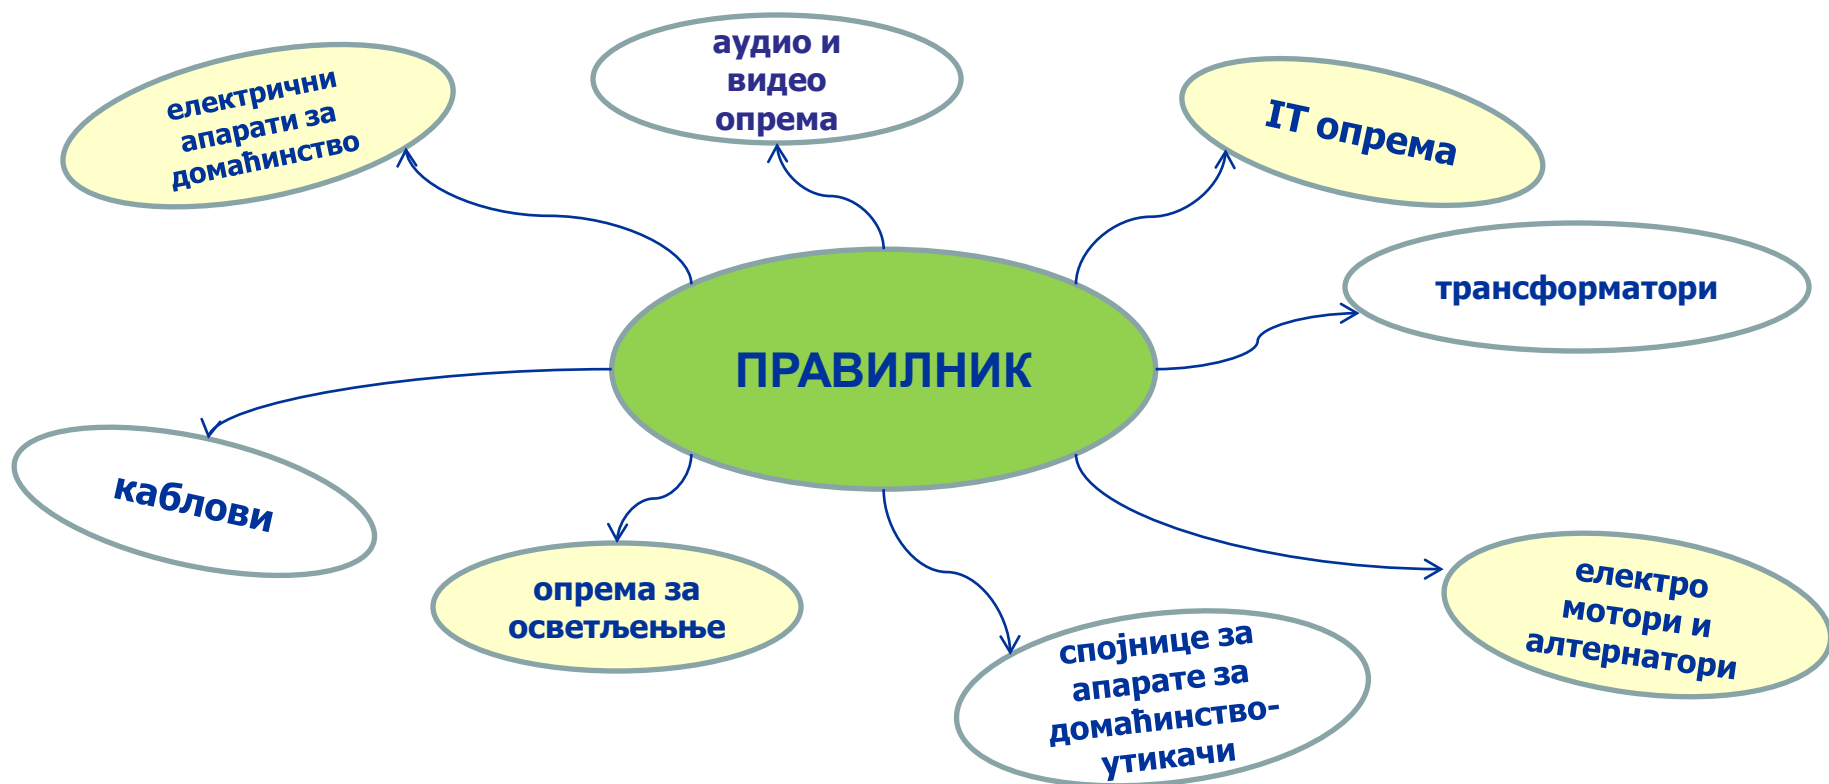 електрични
апарати за
домаћинство
аудио и
видео
опрема
IT опрема
трансформатори
ПРАВИЛНИК
каблови
опрема за
осветљењње
спојнице за
апарате за
домаћинство-
утикачи
електро
мотори и
алтернатори